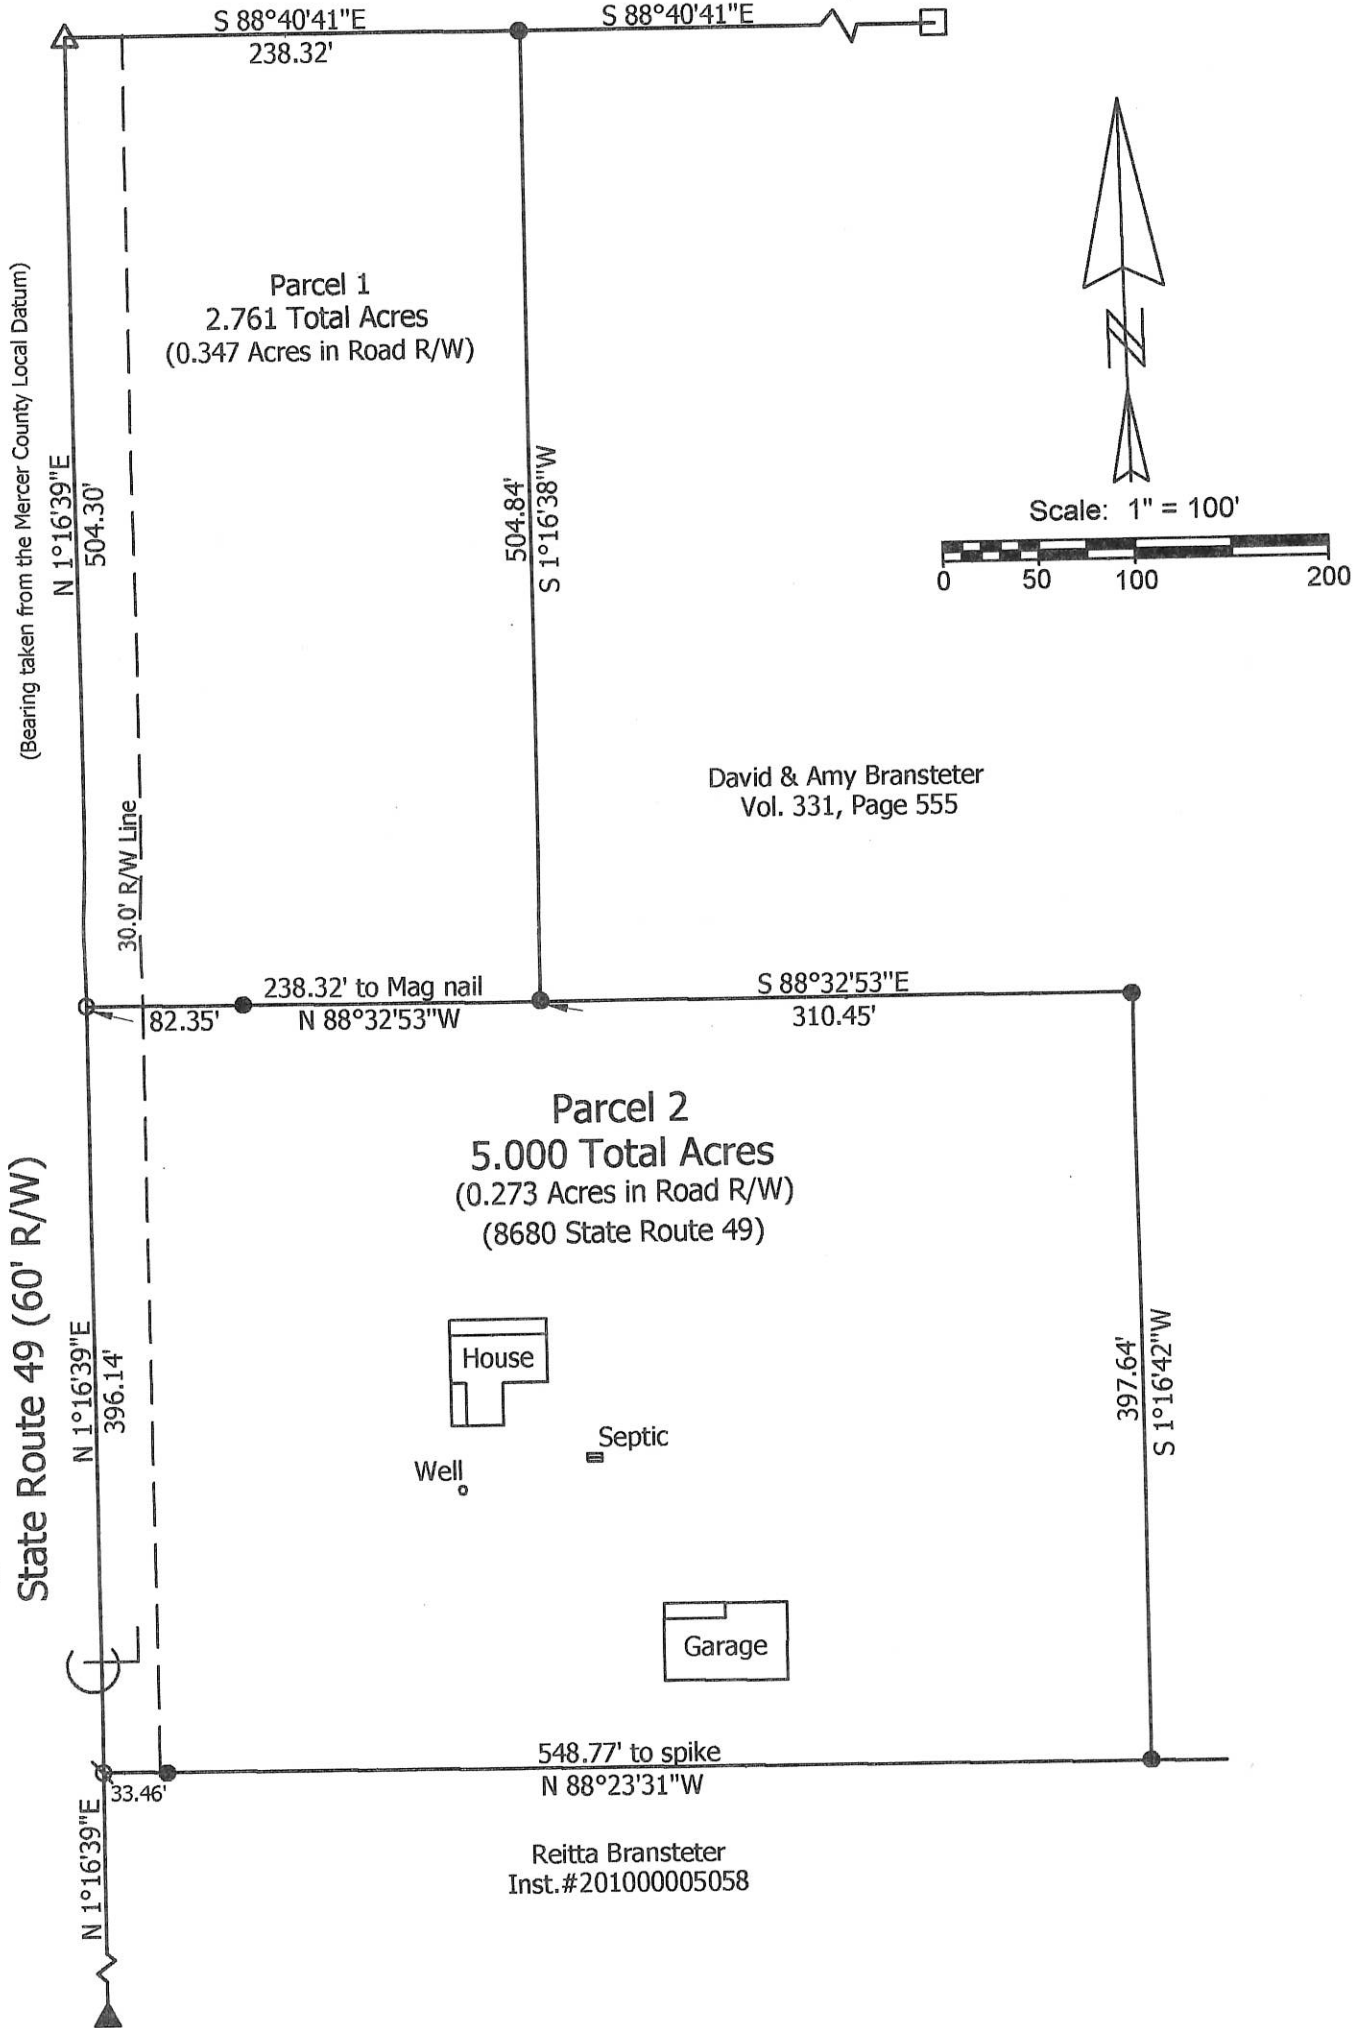 S 88°40'41"E
238.32'
S 88°40'41"E
(Bearing taken from the Mercer County Local Datum)
Parcel 1
2.761 Total Acres
(0.347 Acres in Road R/W)
N 1°16'39"E
504.30'
504.84'
S 1°16'38"W
N
Scale: 1" = 100'
0 50 100 200
30.0' R/W Line
David & Amy Bransteter
Vol. 331, Page 555
238.32' to Mag nail
N 88°32'53"W
82.35'
S 88°32'53"E
310.45'
Parcel 2
5.000 Total Acres
(0.273 Acres in Road R/W)
(8680 State Route 49)
State Route 49 (60' R/W)
N 1°16'39"E
396.14'
House
Septic
Well
397.64'
S 1°16'42"W
Garage
548.77' to spike
N 88°23'31"W
33.46'
N 1°16'39"E
Reitta Bransteter
Inst.#201000005058